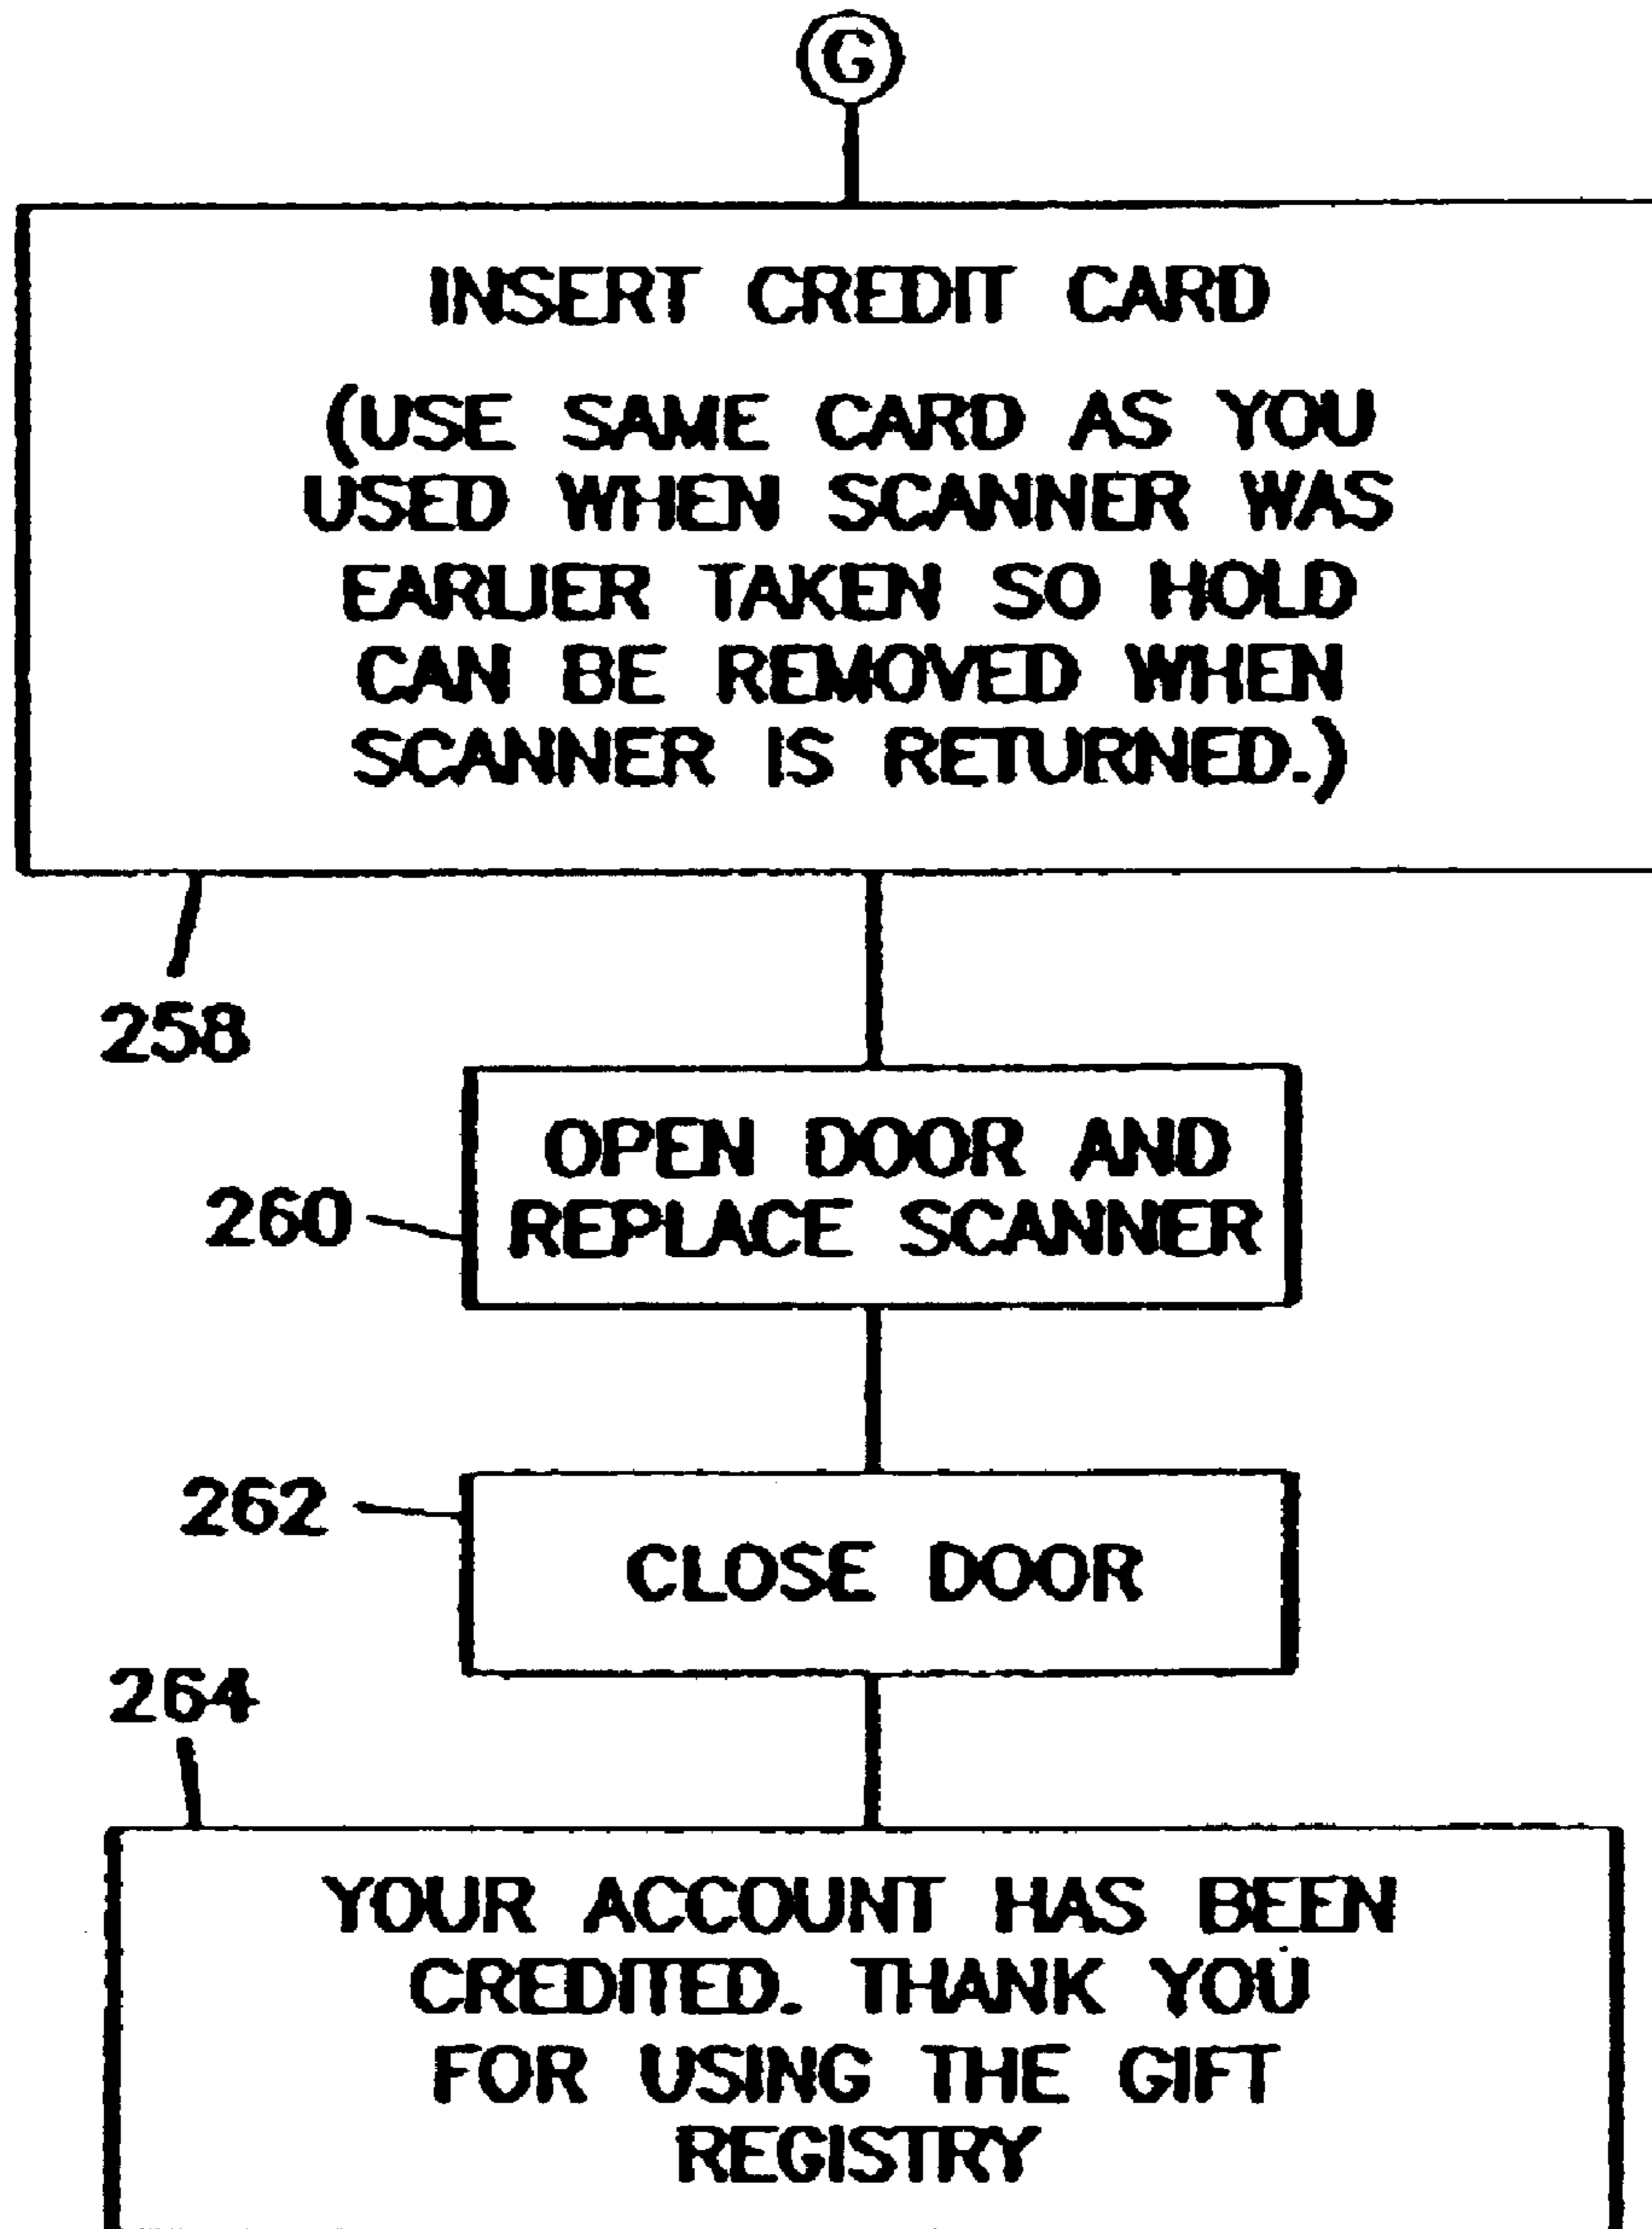 G
INSERT CREDIT CARD
(USE SAME CARD AS YOU
USED WHEN SCANNER WAS
EARLIER TAKEN SO HOLD
CAN BE REMOVED WHEN
SCANNER IS RETURNED.)
258
OPEN DOOR AND
REPLACE SCANNER
260
262
CLOSE DOOR
264
YOUR ACCOUNT HAS BEEN
CREDITED. THANK YOU
FOR USING THE GIFT
REGISTRY